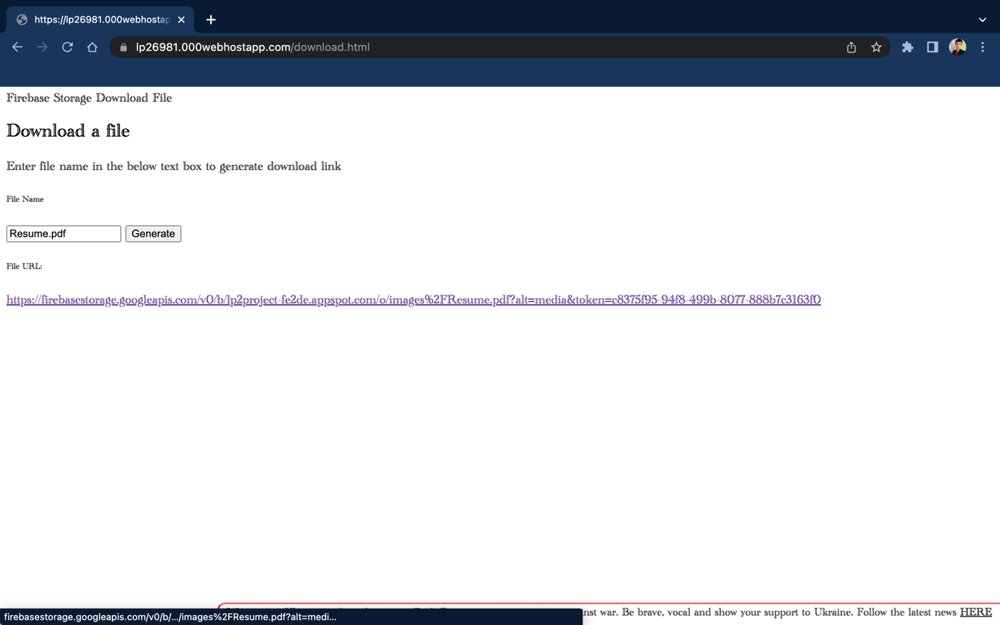 https://lp26981.000webhostap
lp26981.000webhostapp.com/download.html
Firebase Storage Download File
Download a file
Enter file name in the below text box to generate download link
File Name
Resume.pdf Generate
File URL:
https://firebasestorage.googleapis.com/v0/b/lp2project-fe2de.appspot.com/o/images%2FResume.pdf?alt=media&token=c8375f95-94f8-499b-8077-888b7c3163f0
war. Be brave, vocal and show your support to Ukraine. Follow the latest news HERE
firebasestorage.googleapis.com/v0/b/.../images%2FResume.pdf?alt=medi...